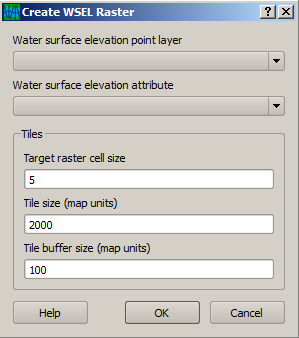 Create WSEL Raster
Water surface elevation point layer
Water surface elevation attribute
Tiles
Target raster cell size
5
Tile size (map units)
2000
Tile buffer size (map units)
100
Help OK Cancel